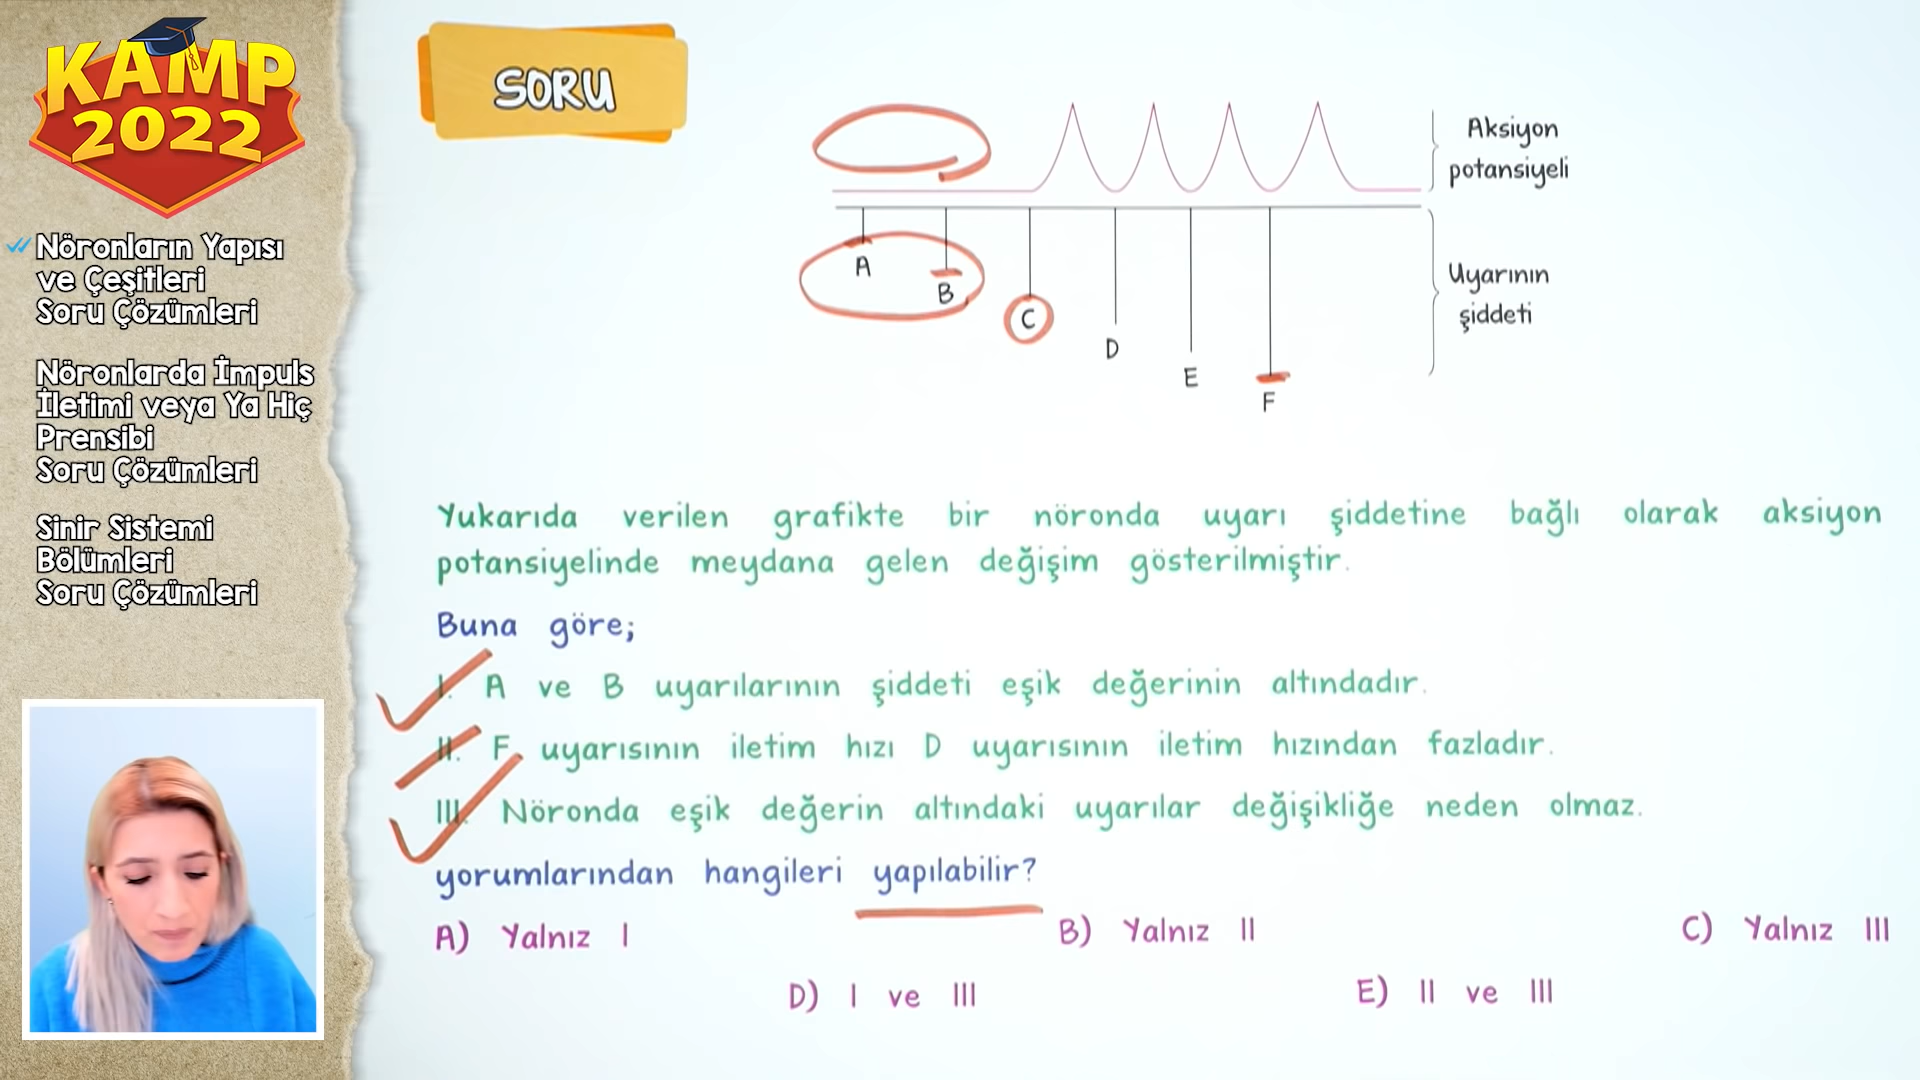 KAMP
2022
Nöronların Yapısı
ve Çeşitleri
Soru Çözümleri
Nöronlarda İmpuls
İletimi veya Ya Hiç
Prensibi
Soru Çözümleri
Sinir Sistemi
Bölümleri
Soru Çözümleri
SORU
Aksiyon
potansiyeli
Uyarının
şiddeti
A
B
C
D
E
F
Yukarıda verilen grafikte bir nöronda uyarı şiddetine bağlı olarak aksiyon
potansiyelinde meydana gelen değişim gösterilmiştir.
Buna göre;
I. A ve B uyarılarının şiddeti eşik değerinin altındadır.
II. F uyarısının iletim hızı D uyarısının iletim hızından fazladır.
III. Nöronda eşik değerin altındaki uyarılar değişikliğe neden olmaz.
yorumlarından hangileri yapılabilir?
A) Yalnız I
B) Yalnız II
C) Yalnız III
D) I ve III
E) II ve III